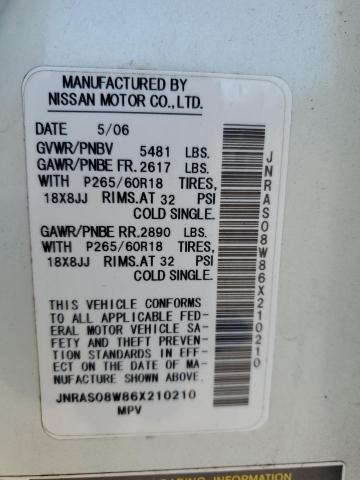 MANUFACTURED BY
NISSAN MOTOR CO., LTD.
DATE 5/06
GVWR/PNBV 5481 LBS.
GAWR/PNBE FR. 2617 LBS.
WITH P265/60R18 TIRES,
18X8JJ RIMS. AT 32 PSI
COLD SINGLE.
GAWR/PNBE RR. 2890 LBS.
WITH P265/60R18 TIRES,
18X8JJ RIMS. AT 32 PSI
COLD SINGLE.
THIS VEHICLE CONFORMS
TO ALL APPLICABLE FED-
ERAL MOTOR VEHICLE SA-
FETY AND THEFT PREVENTION
STANDARDS IN EFF-
ECT ON THE DATE OF MA-
NUFACTURE SHOWN ABOVE.
JNRAS08W86X210210
MPV
JNRAS08W86X210210
LOADING INFORMATION